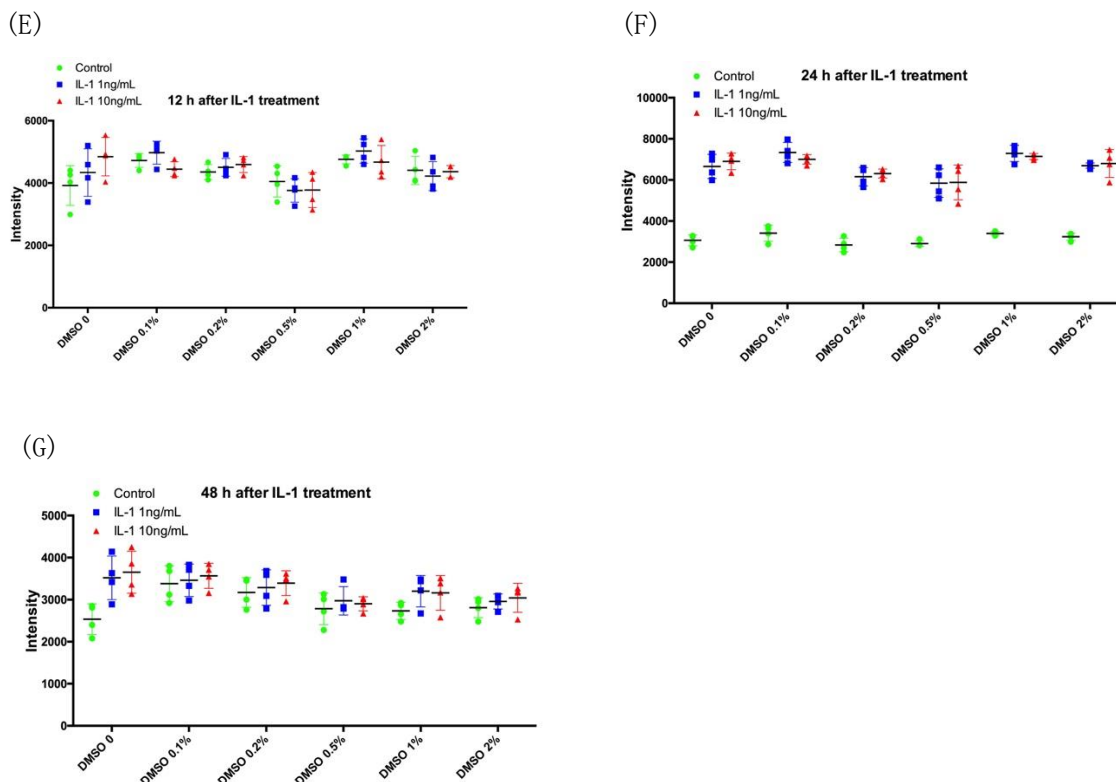 (E)
Control
IL-1 1ng/mL
IL-1 10ng/mL
12 h after IL-1 treatment
6000
4000
2000
0
Intensity
DMSO 0
DMSO 0.1%
DMSO 0.2%
DMSO 0.5%
DMSO 1%
DMSO 2%
(F)
Control
IL-1 1ng/mL
IL-1 10ng/mL
24 h after IL-1 treatment
10000
8000
6000
4000
2000
0
Intensity
DMSO 0
DMSO 0.1%
DMSO 0.2%
DMSO 0.5%
DMSO 1%
DMSO 2%
(G)
Control
IL-1 1ng/mL
IL-1 10ng/mL
48 h after IL-1 treatment
5000
4000
3000
2000
1000
0
Intensity
DMSO 0
DMSO 0.1%
DMSO 0.2%
DMSO 0.5%
DMSO 1%
DMSO 2%